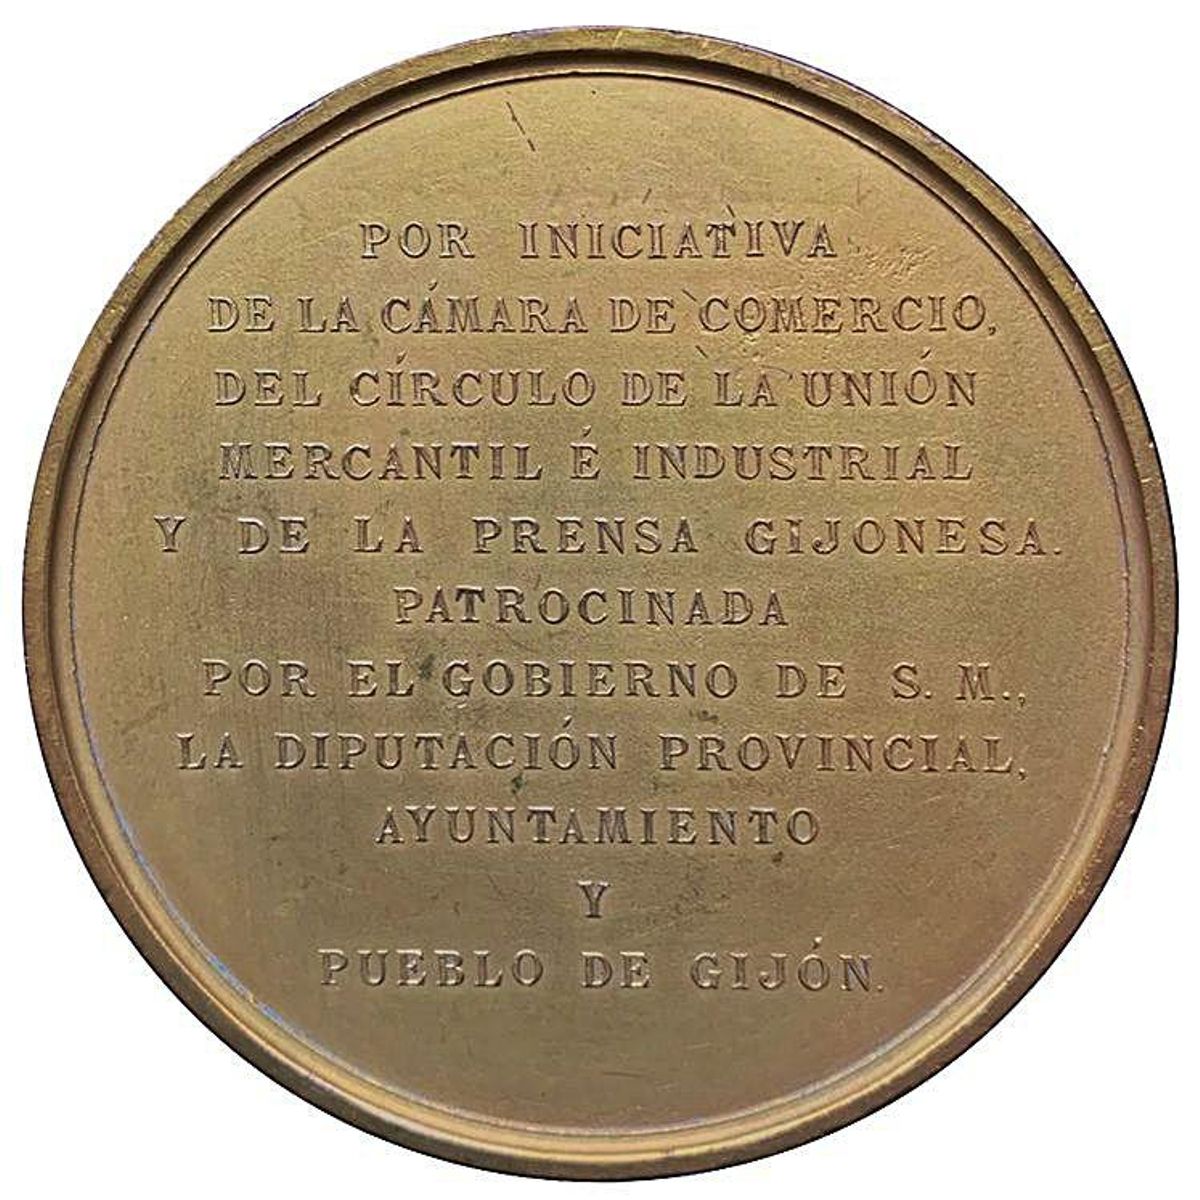 POR INICIATIVA
DE LA CÁMARA DE COMERCIO,
DEL CÍRCULO DE LA UNIÓN
MERCANTIL É INDUSTRIAL
Y DE LA PRENSA GIJONESA.
PATROCINADA
POR EL GOBIERNO DE S. M.,
LA DIPUTACIÓN PROVINCIAL,
AYUNTAMIENTO
Y
PUEBLO DE GIJÓN.